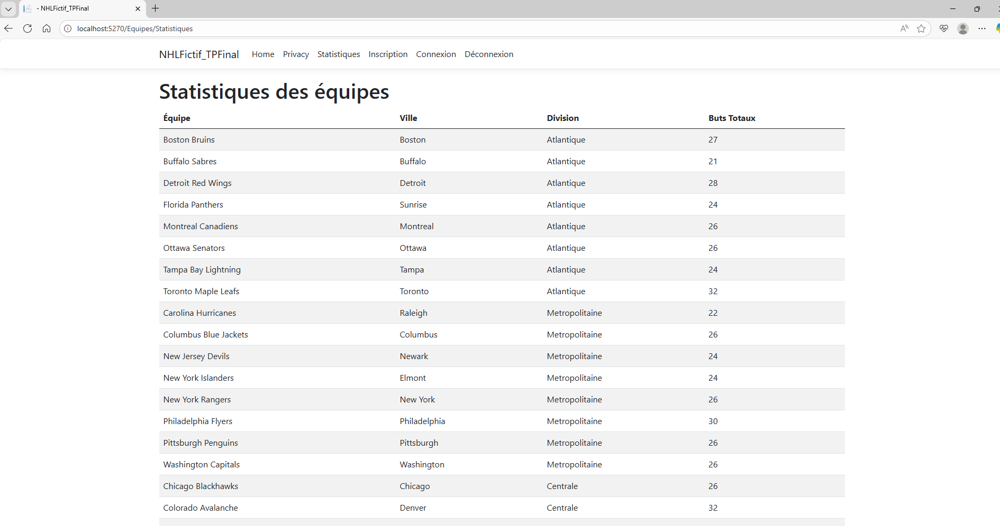 - NHLFictif_TPFinal
localhost:5270/Equipes/Statistiques
NHLFictif_TPFinal Home Privacy Statistiques Inscription Connexion Déconnexion
Statistiques des équipes
Équipe Ville Division Buts Totaux
Boston Bruins Boston Atlantique 27
Buffalo Sabres Buffalo Atlantique 21
Detroit Red Wings Detroit Atlantique 28
Florida Panthers Sunrise Atlantique 24
Montreal Canadiens Montreal Atlantique 26
Ottawa Senators Ottawa Atlantique 26
Tampa Bay Lightning Tampa Atlantique 24
Toronto Maple Leafs Toronto Atlantique 32
Carolina Hurricanes Raleigh Metropolitaine 22
Columbus Blue Jackets Columbus Metropolitaine 26
New Jersey Devils Newark Metropolitaine 24
New York Islanders Elmont Metropolitaine 24
New York Rangers New York Metropolitaine 26
Philadelphia Flyers Philadelphia Metropolitaine 30
Pittsburgh Penguins Pittsburgh Metropolitaine 26
Washington Capitals Washington Metropolitaine 26
Chicago Blackhawks Chicago Centrale 26
Colorado Avalanche Denver Centrale 32